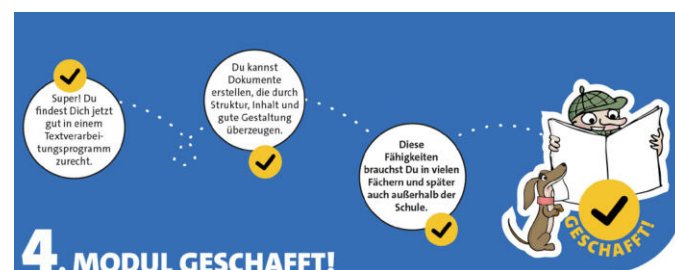 Super! Du
findest Dich jetzt
gut in einem
Textverarbei-
tungsprogramm
zurecht.
Du kannst
Dokumente
erstellen, die durch
Struktur, Inhalt und
gute Gestaltung
überzeugen.
Diese
Fähigkeiten
brauchst Du in vielen
Fächern und später
auch außerhalb der
Schule.
GESCHAFFT!
4. MODUL GESCHAFFT!